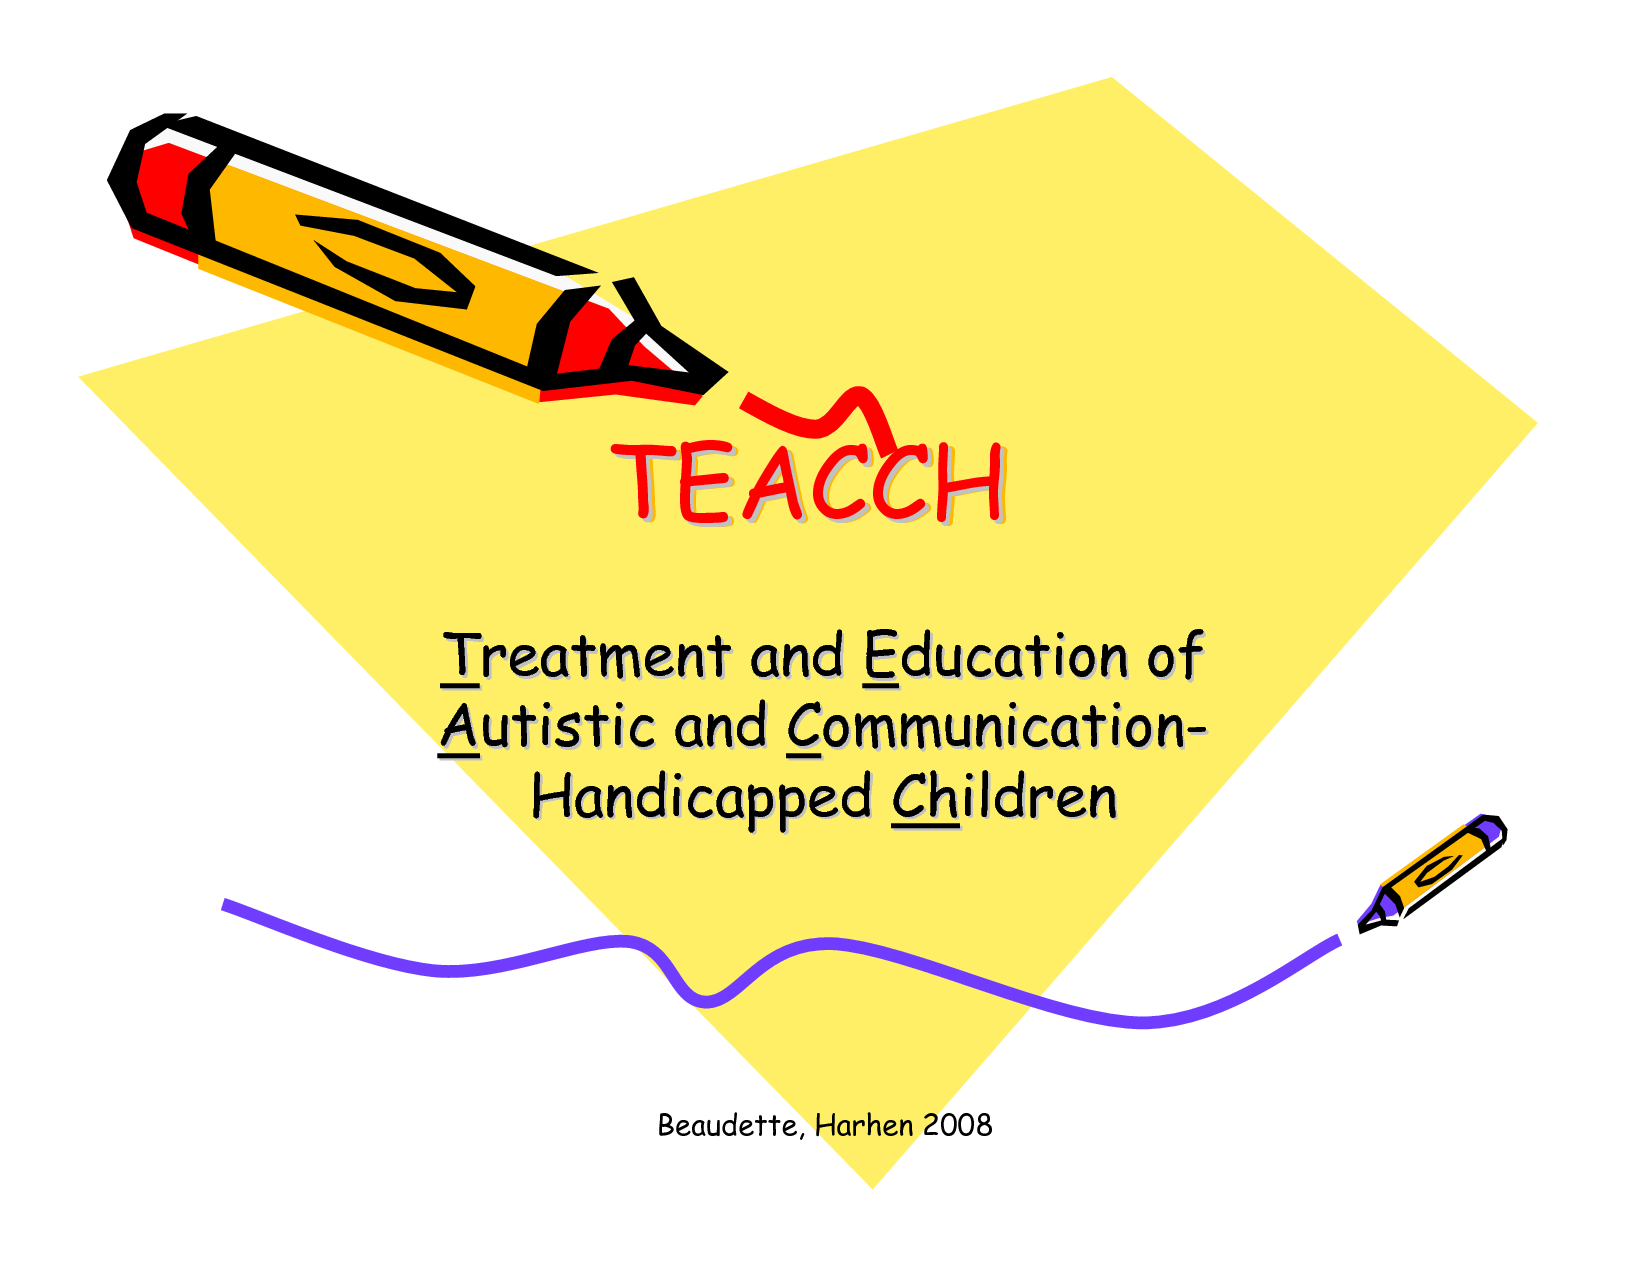 TEACCH
Treatment and Education of
Autistic and Communication-
Handicapped Children
Beaudette, Harhen 2008